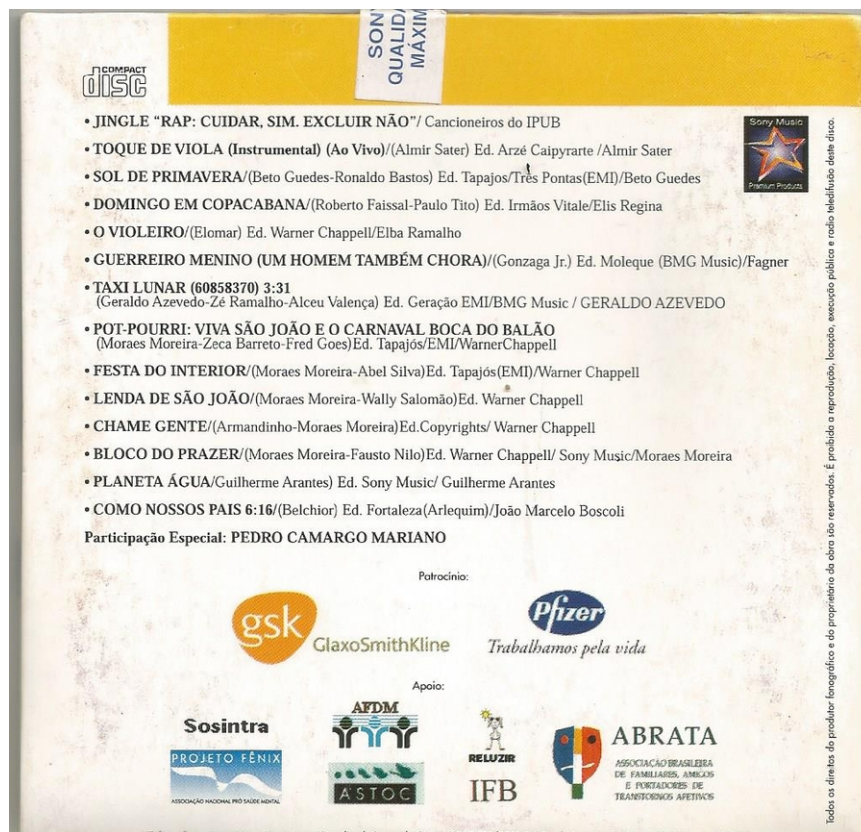 SONY
QUALIDA
MÁXIM
COMPACT
disc
Sony Music
Premium Products
• JINGLE “RAP: CUIDAR, SIM. EXCLUIR NÃO”/ Cancioneiros do IPUB
• TOQUE DE VIOLA (Instrumental) (Ao Vivo)/(Almir Sater) Ed. Arzé Caipyrarte /Almir Sater
• SOL DE PRIMAVERA/(Beto Guedes-Ronaldo Bastos) Ed. Tapajos/Três Pontas(EMI)/Beto Guedes
• DOMINGO EM COPACABANA/(Roberto Faissal-Paulo Tito) Ed. Irmãos Vitale/Elis Regina
• O VIOLEIRO/(Elomar) Ed. Warner Chappell/Elba Ramalho
• GUERREIRO MENINO (UM HOMEM TAMBÉM CHORA)/(Gonzaga Jr.) Ed. Moleque (BMG Music)/Fagner
• TAXI LUNAR (60858370) 3:31
(Geraldo Azevedo-Zé Ramalho-Alceu Valença) Ed. Geração EMI/BMG Music / GERALDO AZEVEDO
• POT-POURRI: VIVA SÃO JOÃO E O CARNAVAL BOCA DO BALÃO
(Moraes Moreira-Zeca Barreto-Fred Goes)Ed. Tapajós/EMI/WarnerChappell
• FESTA DO INTERIOR/(Moraes Moreira-Abel Silva)Ed. Tapajós(EMI)/Warner Chappell
• LENDA DE SÃO JOÃO/(Moraes Moreira-Wally Salomão)Ed. Warner Chappell
• CHAME GENTE/(Armandinho-Moraes Moreira)Ed.Copyrights/ Warner Chappell
• BLOCO DO PRAZER/(Moraes Moreira-Fausto Nilo)Ed. Warner Chappell/ Sony Music/Moraes Moreira
• PLANETA ÁGUA/Guilherme Arantes) Ed. Sony Music/ Guilherme Arantes
• COMO NOSSOS PAIS 6:16/(Belchior) Ed. Fortaleza(Arlequim)/João Marcelo Boscoli
Participação Especial: PEDRO CAMARGO MARIANO
Todos os direitos do produtor fonográfico e do proprietário da obra são reservados. É proibida a reprodução, locação, execução pública e radio teledifusão deste disco.
Patrocínio:
gsk
GlaxoSmithKline
Pfizer
Trabalhamos pela vida
Apoio:
Sosintra
PROJETO FÊNIX
ASSOCIAÇÃO NACIONAL PRÓ SAÚDE MENTAL
AFDM
ASTOC
RELUZIR
IFB
ABRATA
ASSOCIAÇÃO BRASILEIRA
DE FAMILIARES, AMIGOS
E PORTADORES DE
TRANSTORNOS AFETIVOS